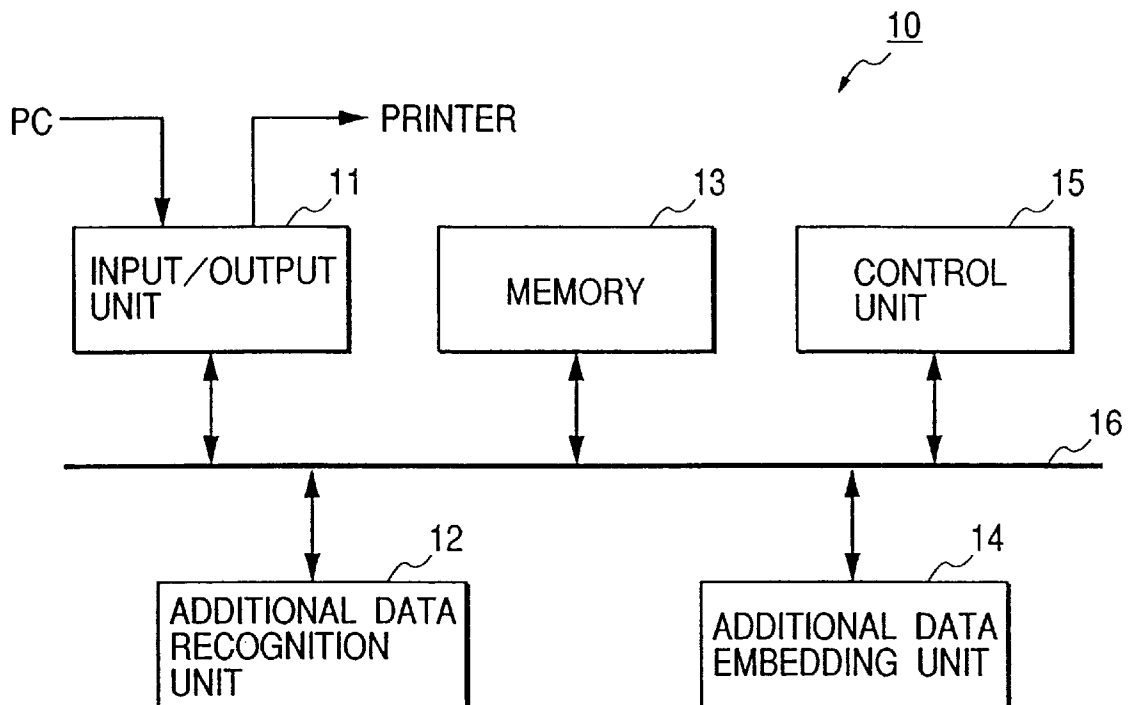 10
PC
PRINTER
11
13
15
INPUT/OUTPUT
UNIT
MEMORY
CONTROL
UNIT
16
12
14
ADDITIONAL DATA
RECOGNITION
UNIT
ADDITIONAL DATA
EMBEDDING UNIT